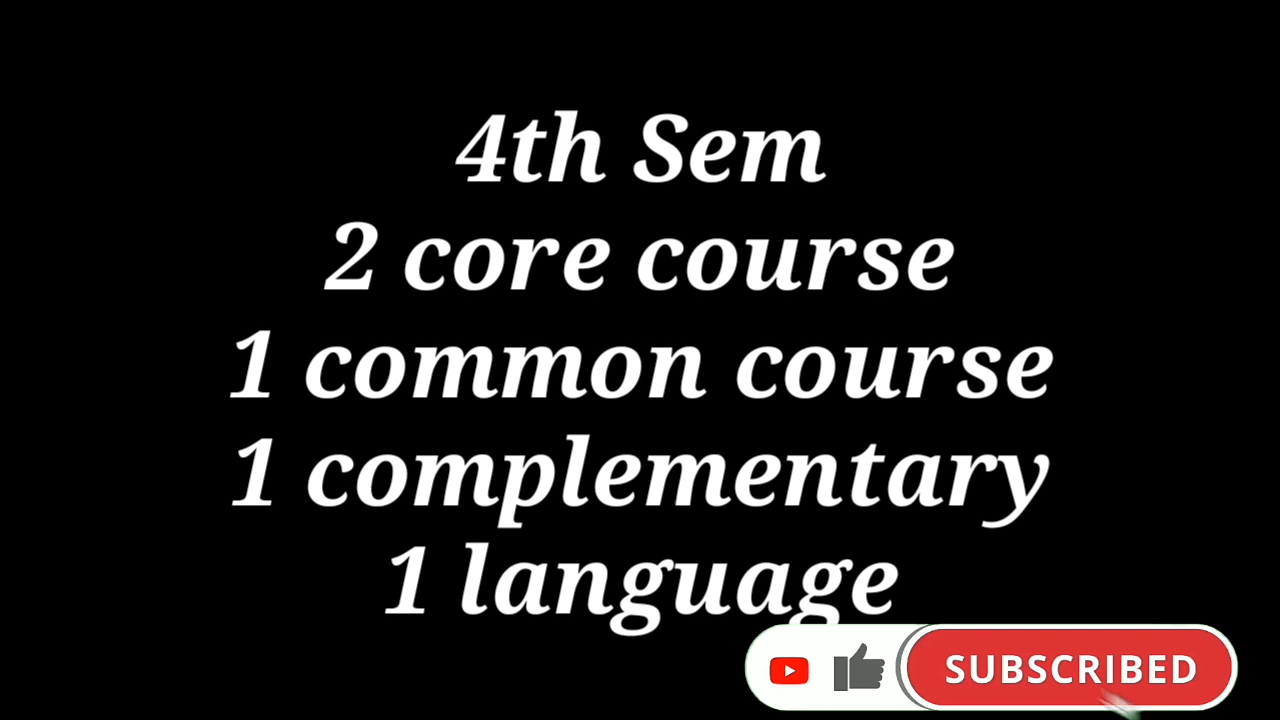 4th Sem
2 core course
1 common course
1 complementary
1 language
SUBSCRIBED